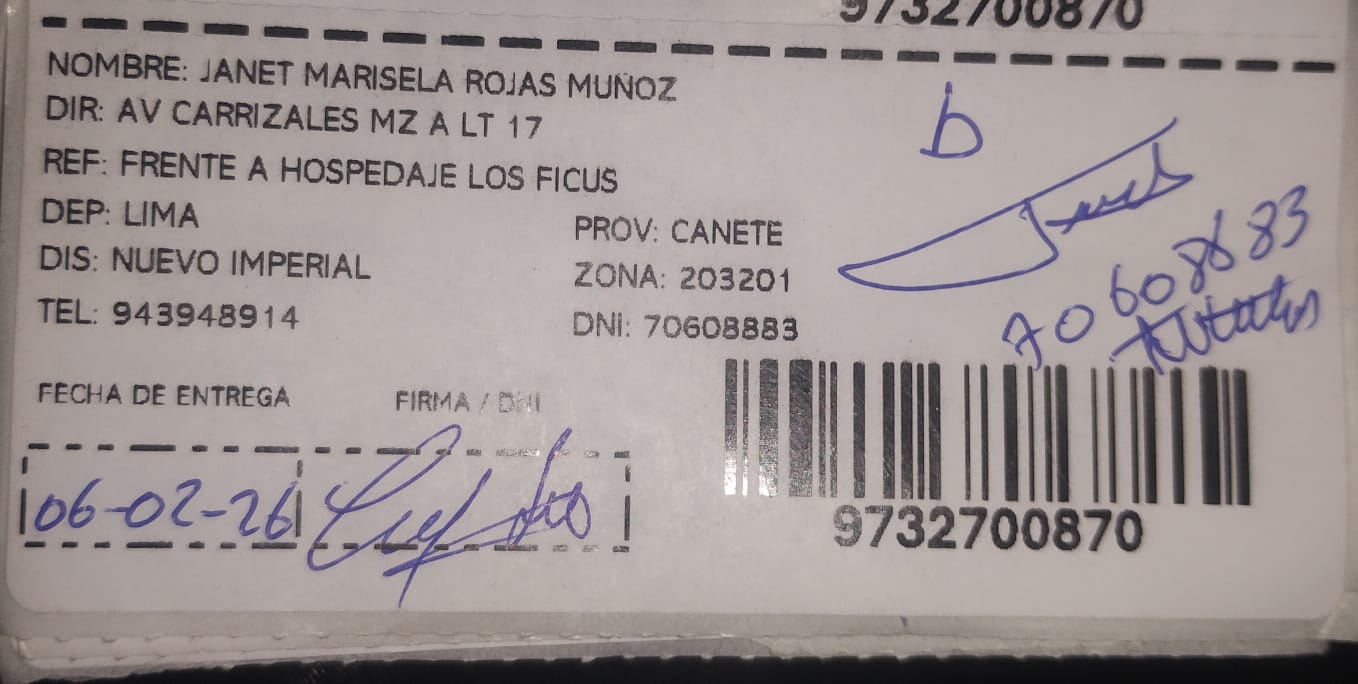 9732700870
NOMBRE: JANET MARISELA ROJAS MUÑOZ
DIR: AV CARRIZALES MZ A LT 17
REF: FRENTE A HOSPEDAJE LOS FICUS
DEP: LIMA PROV: CANETE
DIS: NUEVO IMPERIAL ZONA: 203201
TEL: 943948914 DNI: 70608883
b
70608883
FECHA DE ENTREGA FIRMA / DNI
06-02-26
9732700870